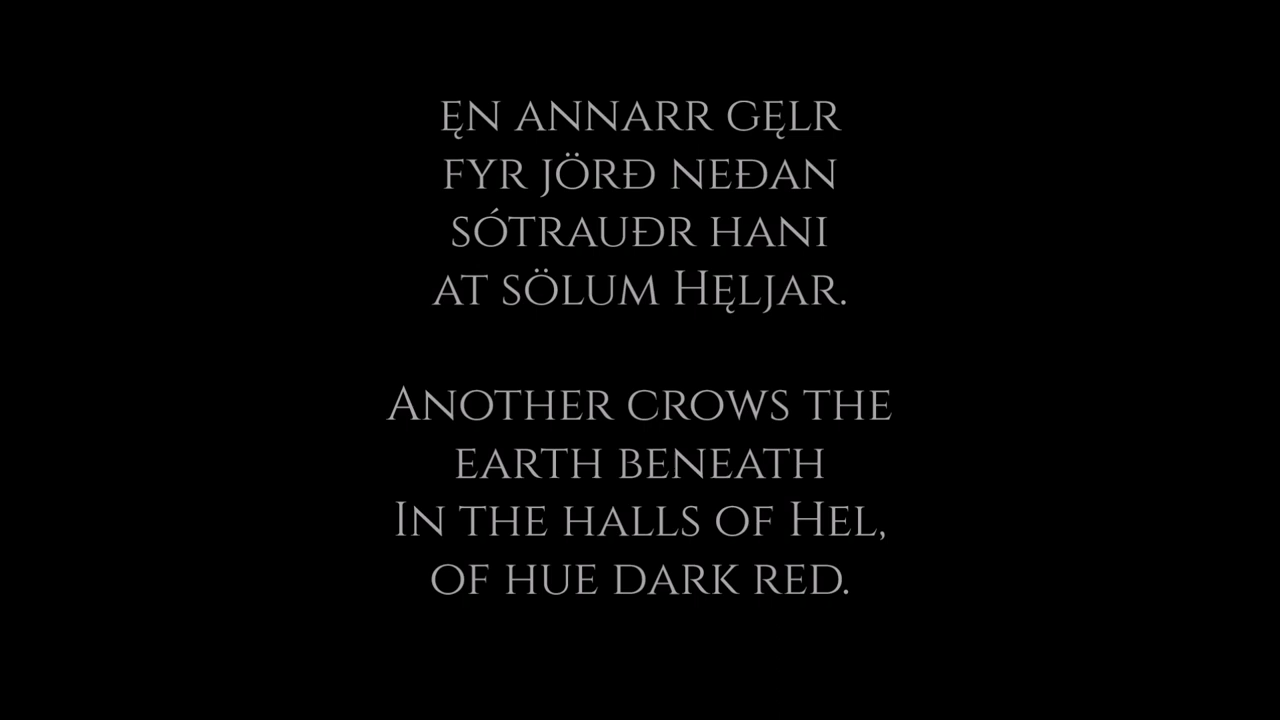 ęn annarr gęlr
fyr jörð neðan
sótrauðr hani
at sölum Hęljar.
Another crows the
earth beneath
In the halls of Hel,
of hue dark red.